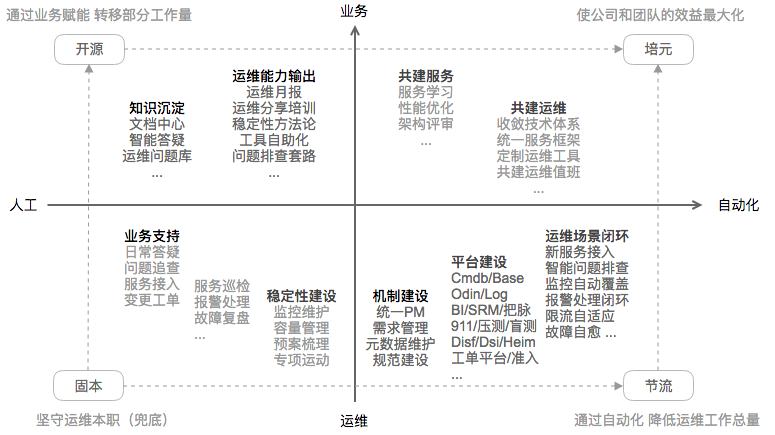 通过业务赋能 转移部分工作量
业务
使公司和团队的效益最大化
开源
培元
知识沉淀
文档中心
智能答疑
运维问题库
...
运维能力输出
运维月报
运维分享培训
稳定性方法论
工具自助化
问题排查套路
...
共建服务
服务学习
性能优化
架构评审
...
共建运维
收敛技术体系
统一服务框架
定制运维工具
共建运维值班
...
人工
自动化
业务支持
日常答疑
问题追查
服务接入
变更工单
服务巡检
报警处理
故障复盘
...
稳定性建设
监控维护
容量管理
预案梳理
专项运动
机制建设
统一PM
需求管理
元数据维护
规范建设
平台建设
Cmdb/Base
Odin/Log
BI/SRM/把脉
911/压测/盲测
Disf/Dsi/Heim
工单平台/准入
...
运维场景闭环
新服务接入
智能问题排查
监控自动覆盖
报警处理闭环
限流自适应
故障自愈 ...
固本
节流
坚守运维本职（兜底）
运维
通过自动化 降低运维工作总量